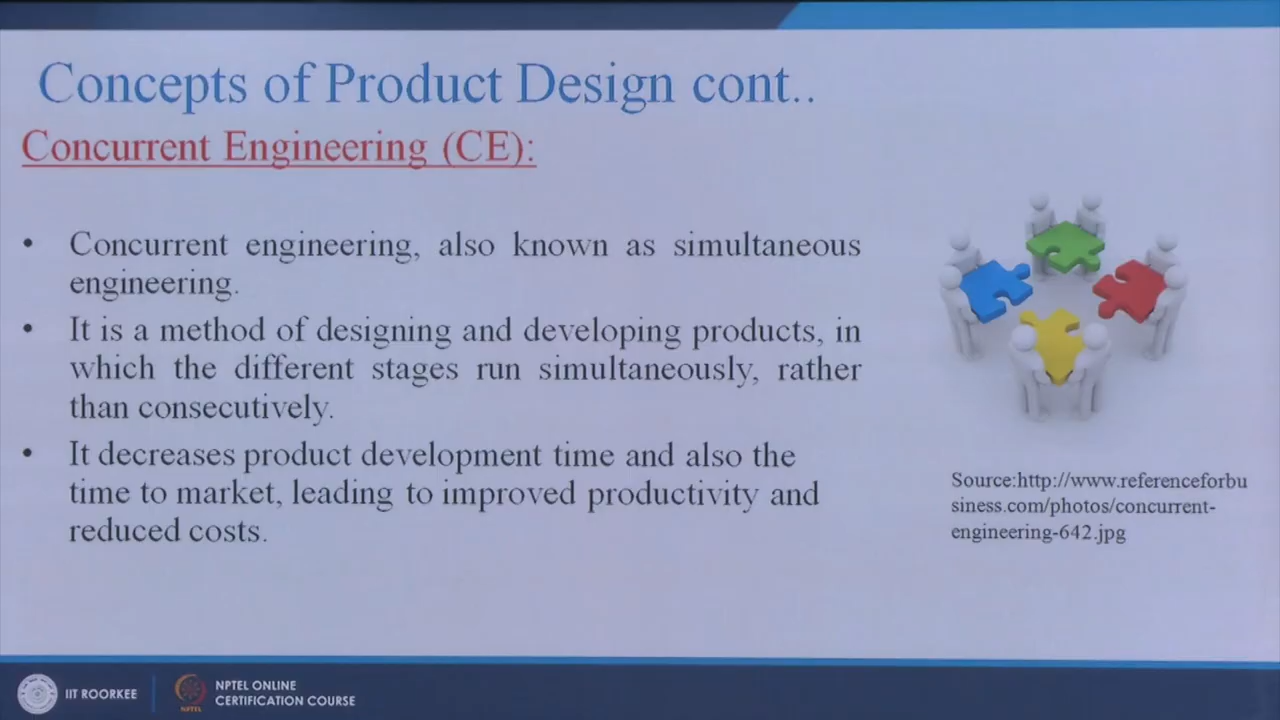 Concepts of Product Design cont..
Concurrent Engineering (CE):
• Concurrent engineering, also known as simultaneous
engineering.
• It is a method of designing and developing products, in
which the different stages run simultaneously, rather
than consecutively.
• It decreases product development time and also the
time to market, leading to improved productivity and
reduced costs.
Source:http://www.referenceforbu
siness.com/photos/concurrent-
engineering-642.jpg
IIT ROORKEE
NPTEL
NPTEL ONLINE
CERTIFICATION COURSE